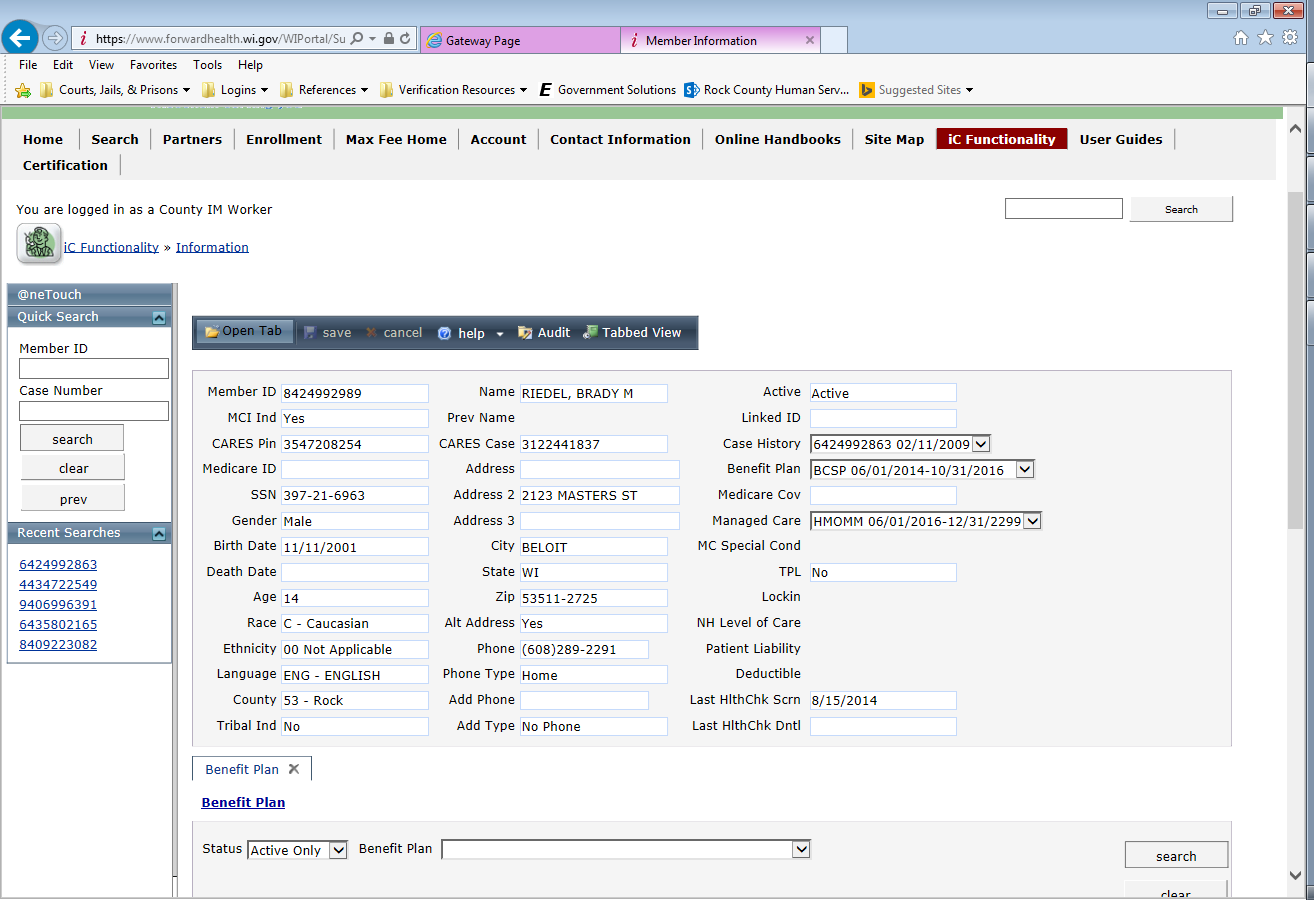 https://www.forwardhealth.wi.gov/WIPortal/Su
Gateway Page
Member Information
File Edit View Favorites Tools Help
Courts, Jails, & Prisons Logins References Verification Resources Government Solutions Rock County Human Serv... Suggested Sites
Home Search Partners Enrollment Max Fee Home Account Contact Information Online Handbooks Site Map iC Functionality User Guides
Certification
You are logged in as a County IM Worker
Search
iC Functionality » Information
@neTouch
Quick Search
Member ID
Case Number
search
clear
prev
Recent Searches
6424992863
4434722549
9406996391
6435802165
8409223082
Open Tab save cancel help Audit Tabbed View
Member ID 8424992989 Name RIEDEL, BRADY M Active Active
MCI Ind Yes Prev Name Linked ID
CARES Pin 3547208254 CARES Case 3122441837 Case History 6424992863 02/11/2009
Medicare ID Address Benefit Plan BCSP 06/01/2014-10/31/2016
SSN 397-21-6963 Address 2 2123 MASTERS ST Medicare Cov
Gender Male Address 3 Managed Care HMOMM 06/01/2016-12/31/2299
Birth Date 11/11/2001 City BELOIT MC Special Cond
Death Date State WI TPL No
Age 14 Zip 53511-2725 Lockin
Race C - Caucasian Alt Address Yes NH Level of Care
Ethnicity 00 Not Applicable Phone (608)289-2291 Patient Liability
Language ENG - ENGLISH Phone Type Home Deductible
County 53 - Rock Add Phone Last HlthChk Scrn 8/15/2014
Tribal Ind No Add Type No Phone Last HlthChk Dntl
Benefit Plan
Benefit Plan
Status Active Only Benefit Plan
search
clear